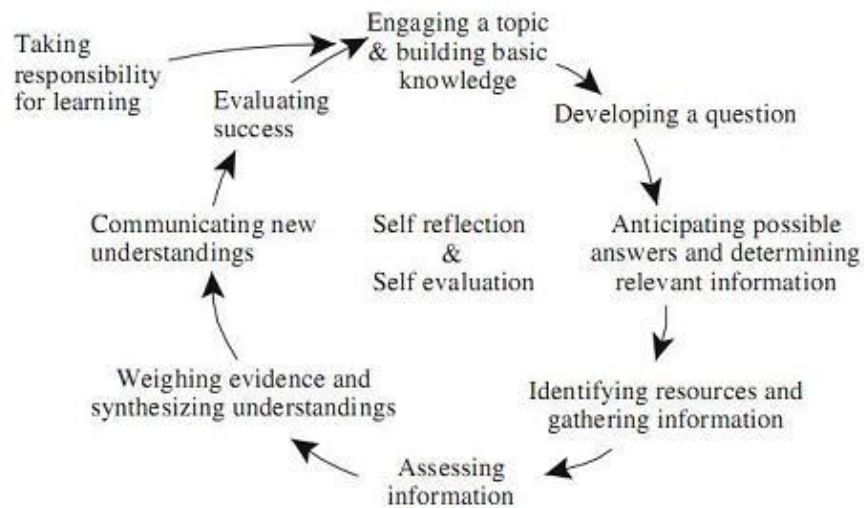 Taking
responsibility
for learning
Engaging a topic
& building basic
knowledge
Developing a question
Anticipating possible
answers and determining
relevant information
Identifying resources and
gathering information
Assessing
information
Weighing evidence and
synthesizing understandings
Communicating new
understandings
Evaluating
success
Self reflection
&
Self evaluation